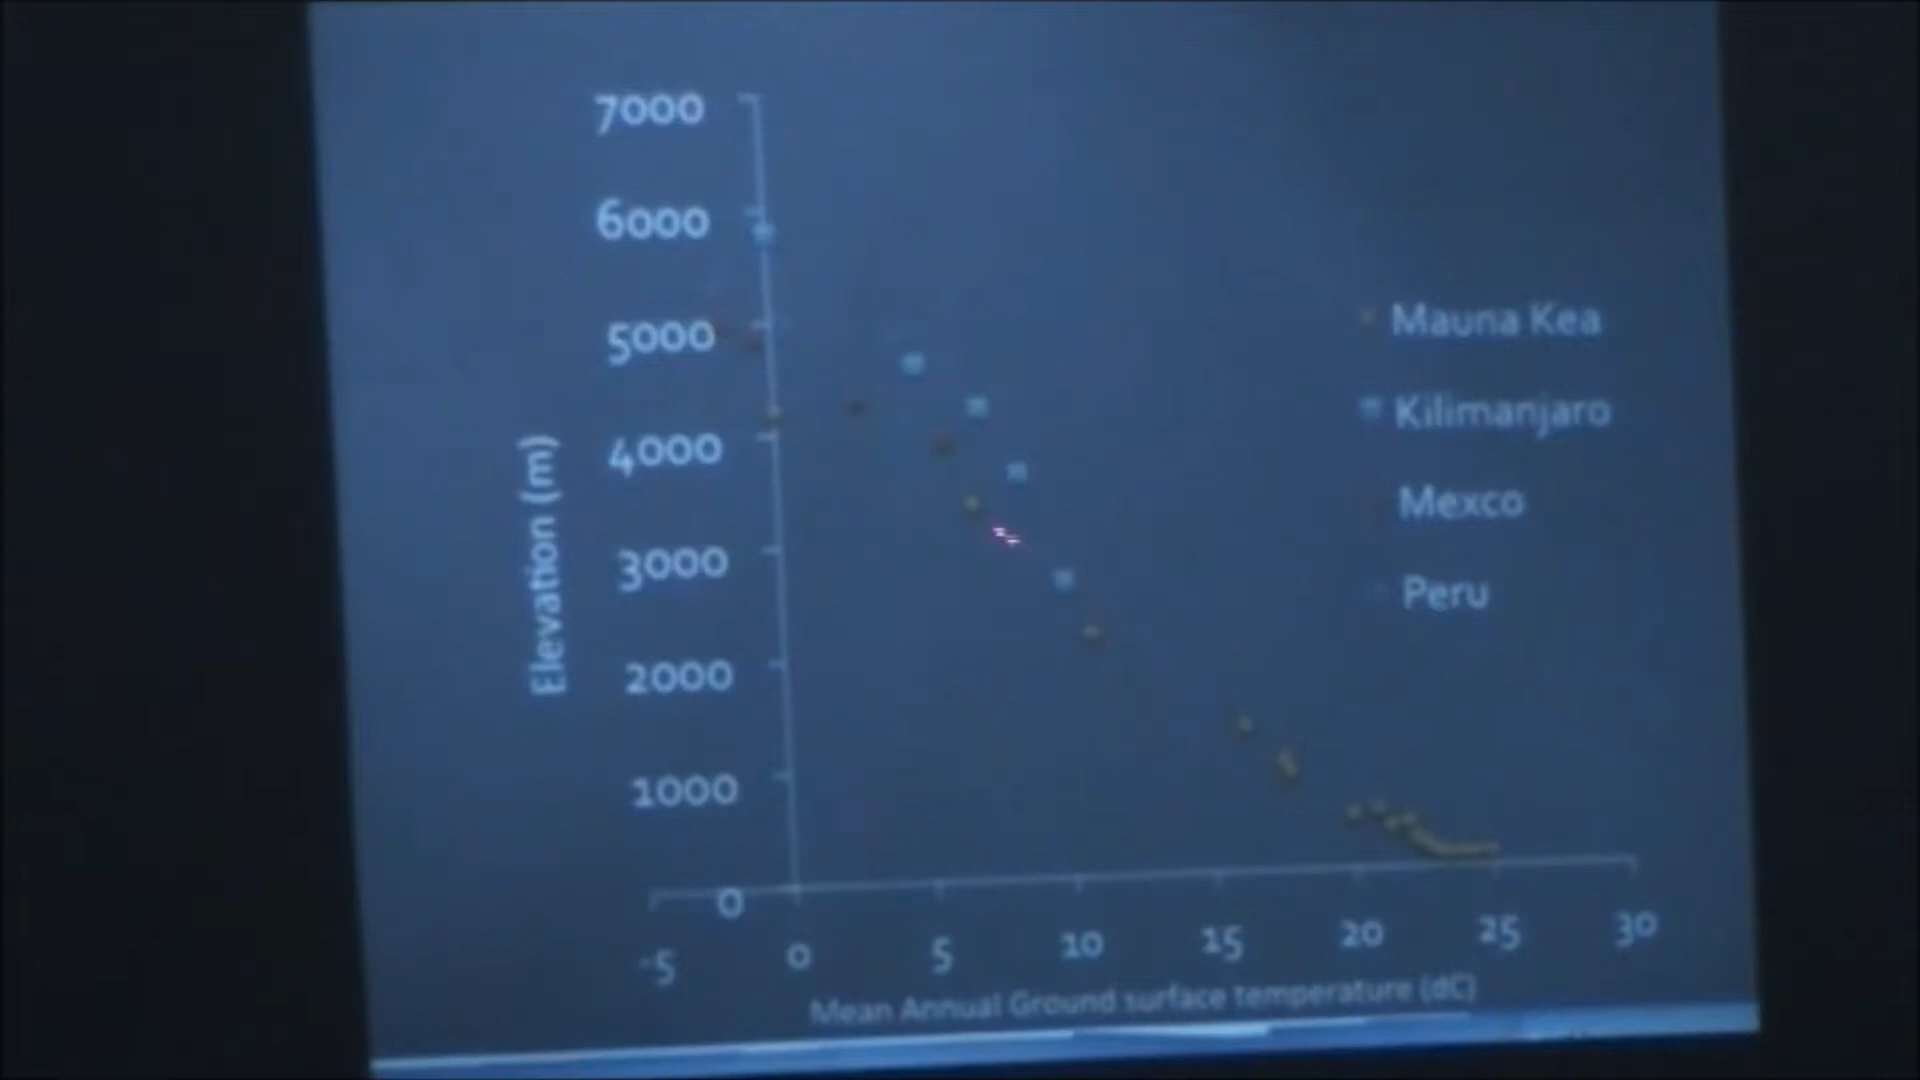 7000
6000
5000
4000
3000
2000
1000
0
Elevation (m)
-5 0 5 10 15 20 25 30
Mean Annual Ground surface temperature (dC)
Mauna Kea
Kilimanjaro
Mexco
Peru